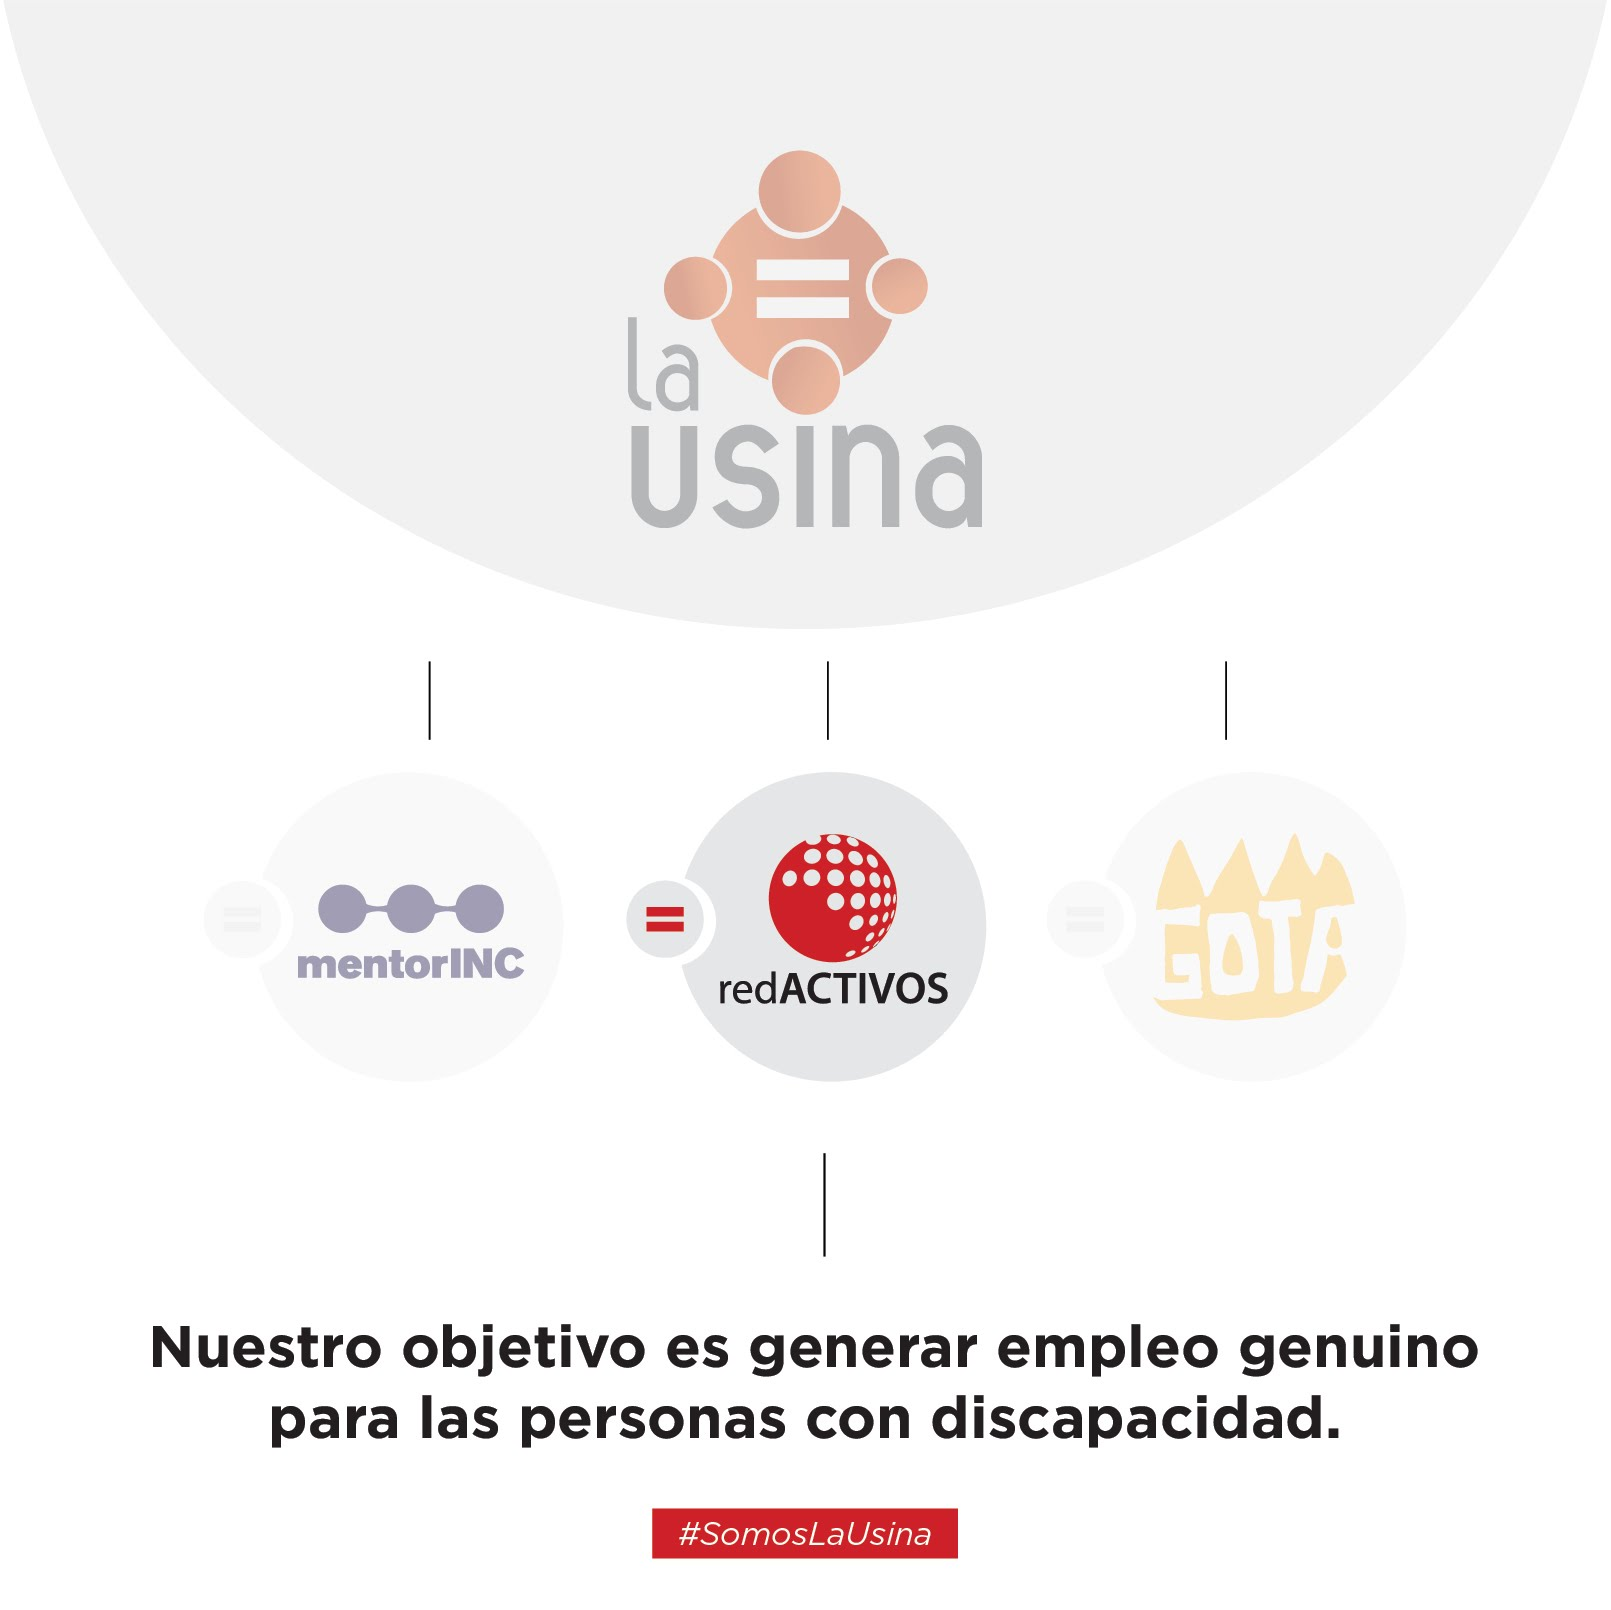 la
usina
mentorINC
redACTIVOS
GOTA
Nuestro objetivo es generar empleo genuino
para las personas con discapacidad.
#SomosLaUsina